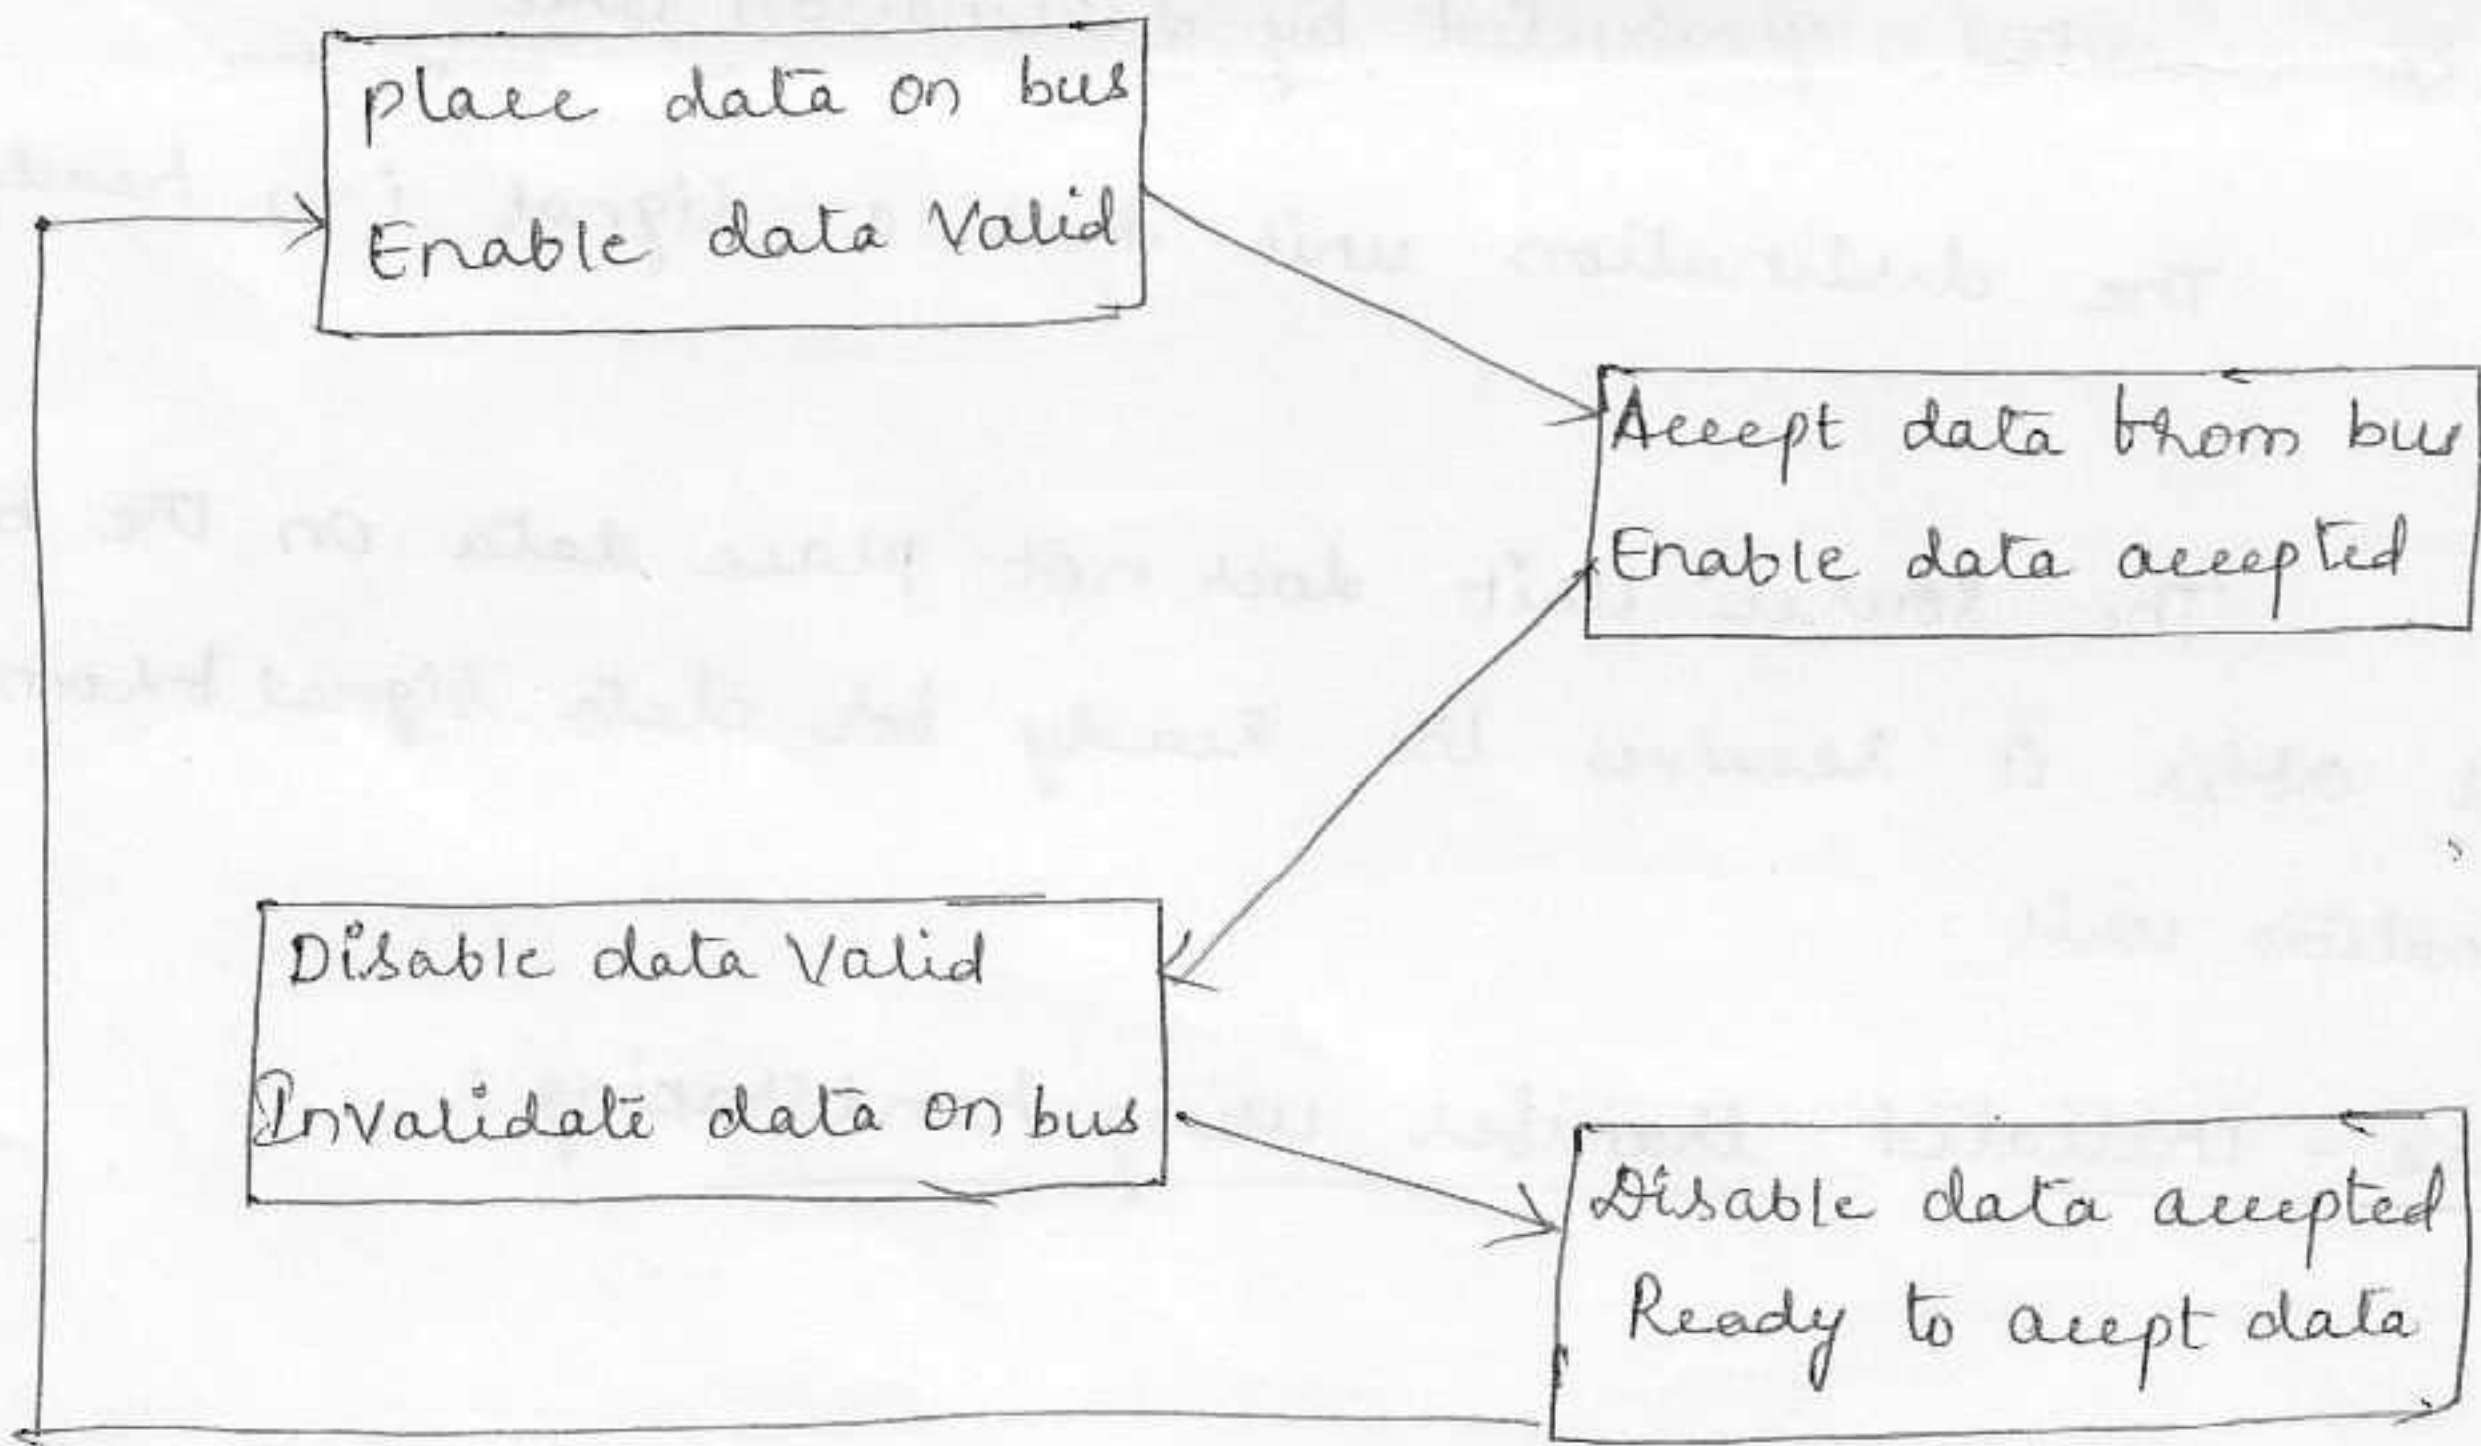 place data on bus
Enable data Valid
Accept data from bus
Enable data accepted
Disable data Valid
Invalidate data on bus
Disable data accepted
Ready to acept data